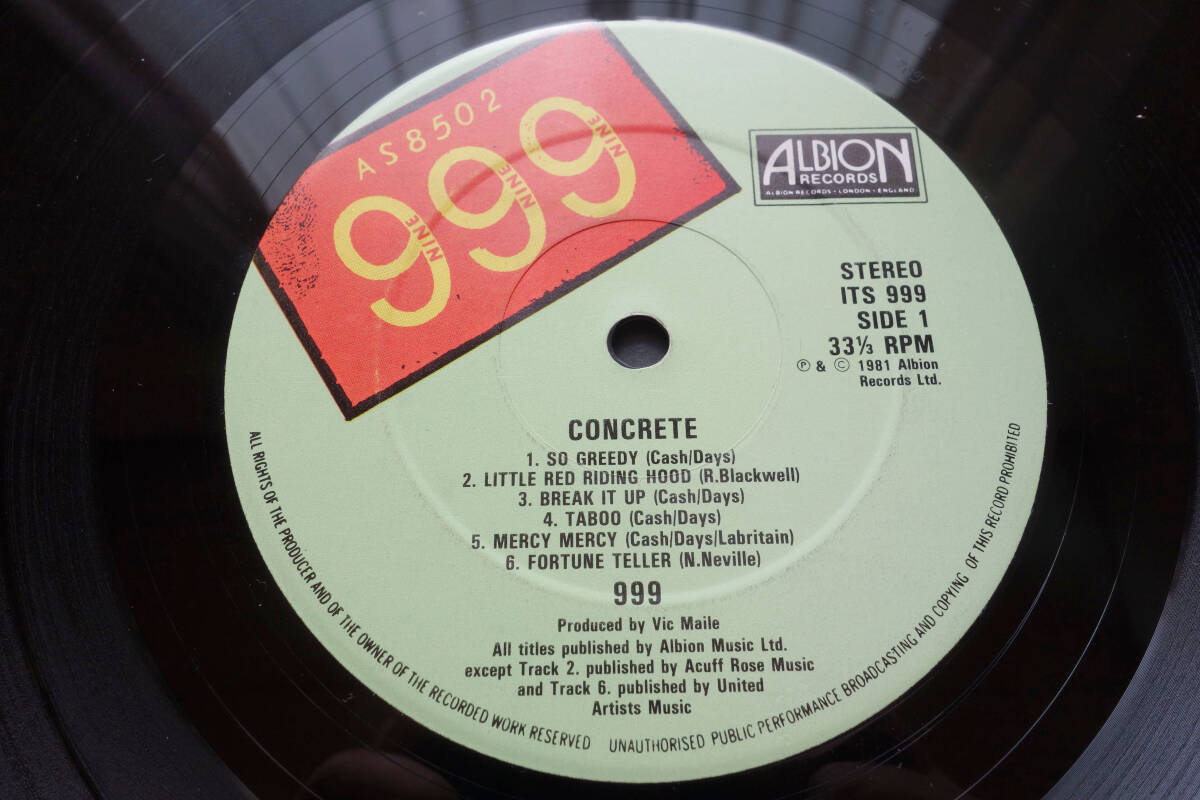 AS8502
999
NINE NINE NINE
ALBION
RECORDS
ALBION RECORDS · LONDON · ENGLAND
STEREO
ITS 999
SIDE 1
33⅓ RPM
℗ & © 1981 Albion
Records Ltd.
CONCRETE
1. SO GREEDY (Cash/Days)
2. LITTLE RED RIDING HOOD (R.Blackwell)
3. BREAK IT UP (Cash/Days)
4. TABOO (Cash/Days)
5. MERCY MERCY (Cash/Days/Labritain)
6. FORTUNE TELLER (N.Neville)
999
Produced by Vic Maile
All titles published by Albion Music Ltd.
except Track 2. published by Acuff Rose Music
and Track 6. published by United
Artists Music
ALL RIGHTS OF THE PRODUCER AND OF THE OWNER OF THE RECORDED WORK RESERVED UNAUTHORISED PUBLIC PERFORMANCE BROADCASTING AND COPYING OF THIS RECORD PROHIBITED